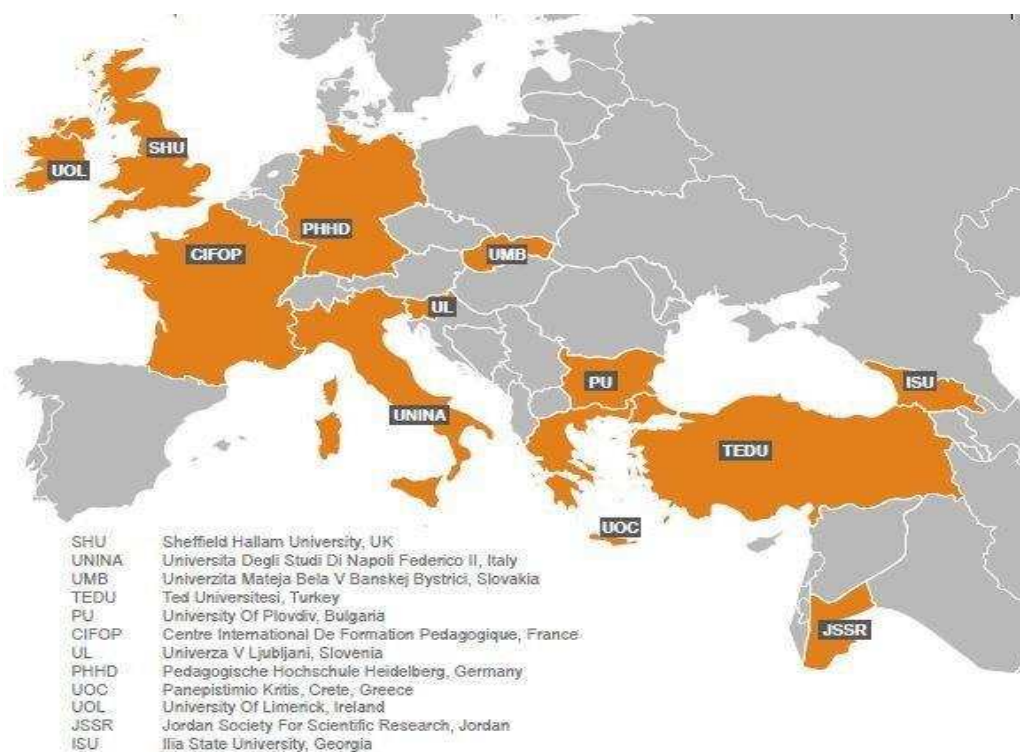 SHU
UOL
PHHD
CIFOP
UMB
UL
PU
ISU
UNINA
TEDU
UOC
JSSR
SHU Sheffield Hallam University, UK
UNINA Universita Degli Studi Di Napoli Federico II, Italy
UMB Univerzita Mateja Bela V Banskej Bystrici, Slovakia
TEDU Ted Universitesi, Turkey
PU University Of Plovdiv, Bulgaria
CIFOP Centre International De Formation Pedagogique, France
UL Univerza V Ljubljani, Slovenia
PHHD Pedagogische Hochschule Heidelberg, Germany
UOC Panepistimio Kritis, Crete, Greece
UOL University Of Limerick, Ireland
JSSR Jordan Society For Scientific Research, Jordan
ISU Ilia State University, Georgia